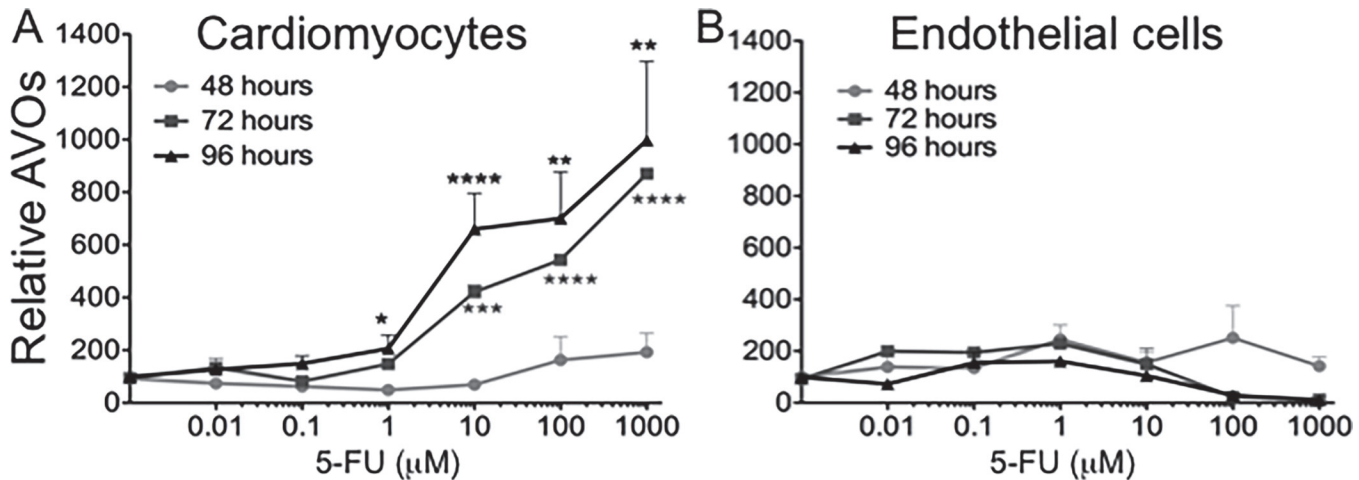 A
Cardiomyocytes
Relative AVOs
1400
1200
1000
800
600
400
200
0
48 hours
72 hours
96 hours
*
****
**
**
***
****
****
0.01 0.1 1 10 100 1000
5-FU (μM)
B
Endothelial cells
1400
1200
1000
800
600
400
200
0
48 hours
72 hours
96 hours
0.01 0.1 1 10 100 1000
5-FU (μM)